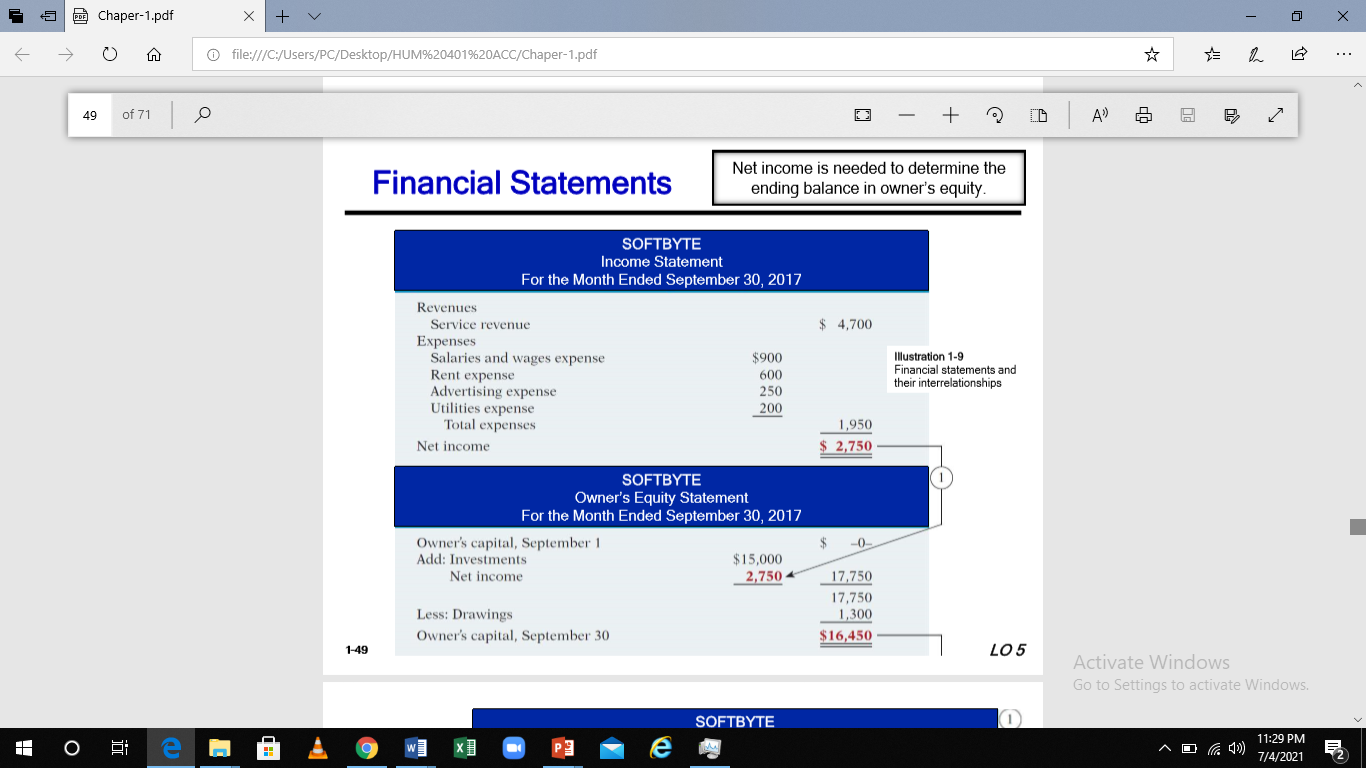 Chaper-1.pdf
file:///C:/Users/PC/Desktop/HUM%20401%20ACC/Chaper-1.pdf
49 of 71
Financial Statements
Net income is needed to determine the
ending balance in owner's equity.
SOFTBYTE
Income Statement
For the Month Ended September 30, 2017
Revenues
Service revenue $ 4,700
Expenses
Salaries and wages expense $900
Rent expense 600
Advertising expense 250
Utilities expense 200
Total expenses 1,950
Net income $ 2,750
Illustration 1-9
Financial statements and
their interrelationships
1
SOFTBYTE
Owner's Equity Statement
For the Month Ended September 30, 2017
Owner's capital, September 1 $ -0-
Add: Investments $15,000
Net income 2,750 17,750
17,750
Less: Drawings 1,300
Owner's capital, September 30 $16,450
1-49
LO 5
Activate Windows
Go to Settings to activate Windows.
SOFTBYTE
1
11:29 PM
7/4/2021
2